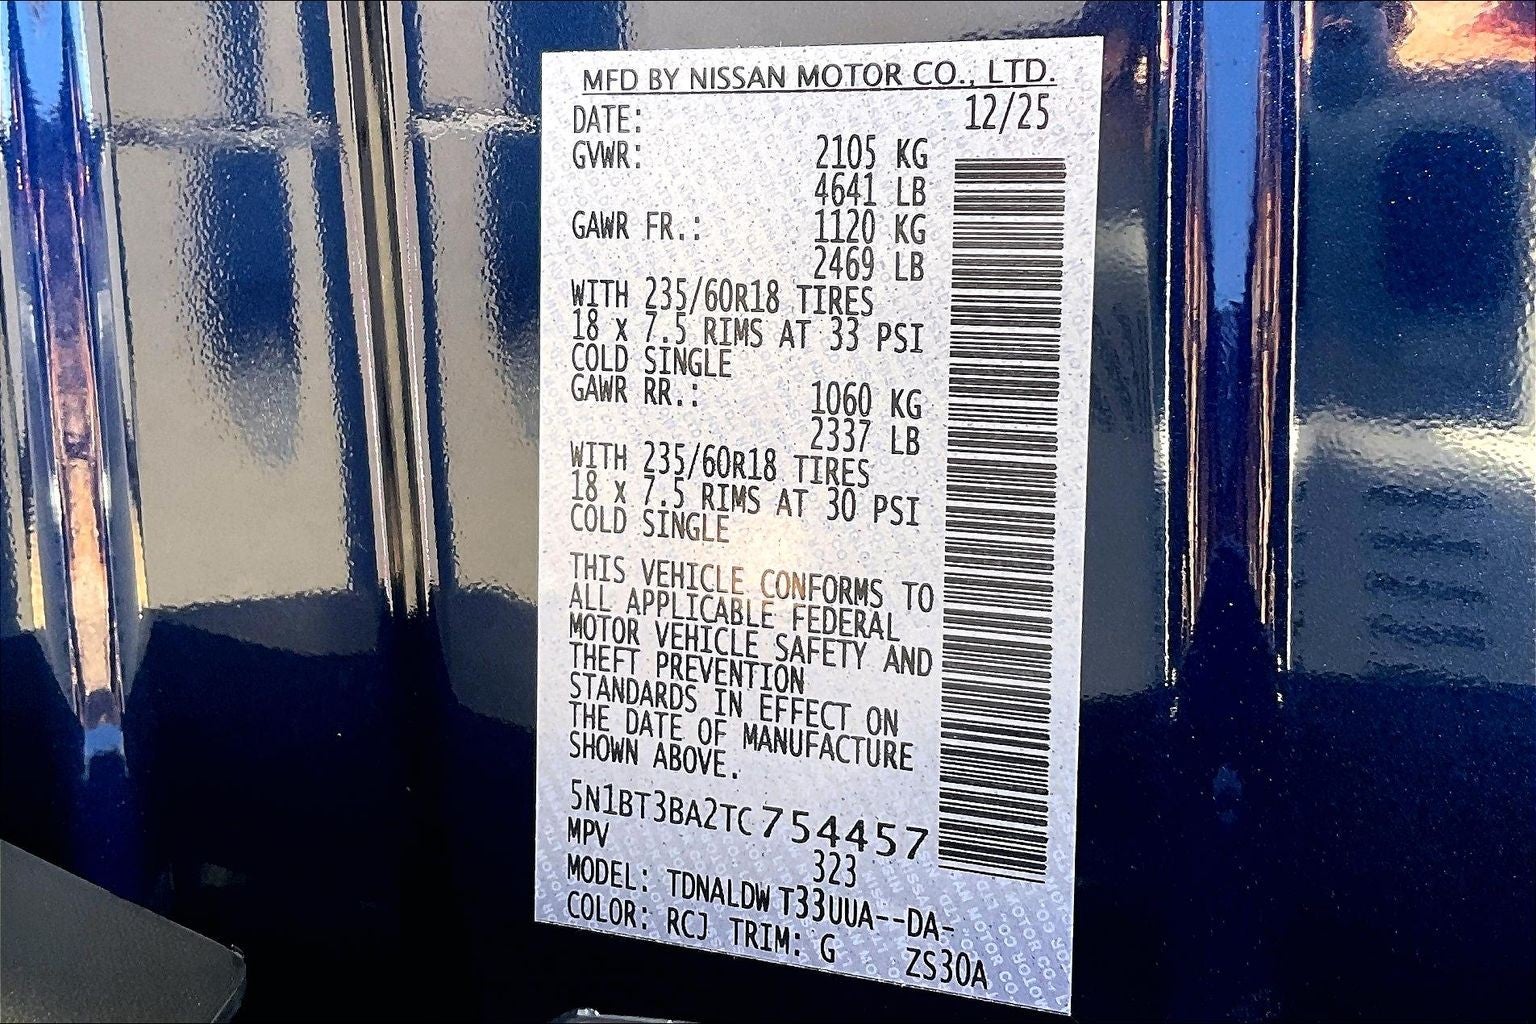 MFD BY NISSAN MOTOR CO., LTD.
DATE: 12/25
GVWR: 2105 KG
4641 LB
GAWR FR.: 1120 KG
2469 LB
WITH 235/60R18 TIRES
18 x 7.5 RIMS AT 33 PSI
COLD SINGLE
GAWR RR.: 1060 KG
2337 LB
WITH 235/60R18 TIRES
18 x 7.5 RIMS AT 30 PSI
COLD SINGLE
THIS VEHICLE CONFORMS TO
ALL APPLICABLE FEDERAL
MOTOR VEHICLE SAFETY AND
THEFT PREVENTION
STANDARDS IN EFFECT ON
THE DATE OF MANUFACTURE
SHOWN ABOVE.
5N1BT3BA2TC754457
MPV 323
MODEL: TDNALDWT33UUA--DA-
COLOR: RCJ TRIM: G ZS30A